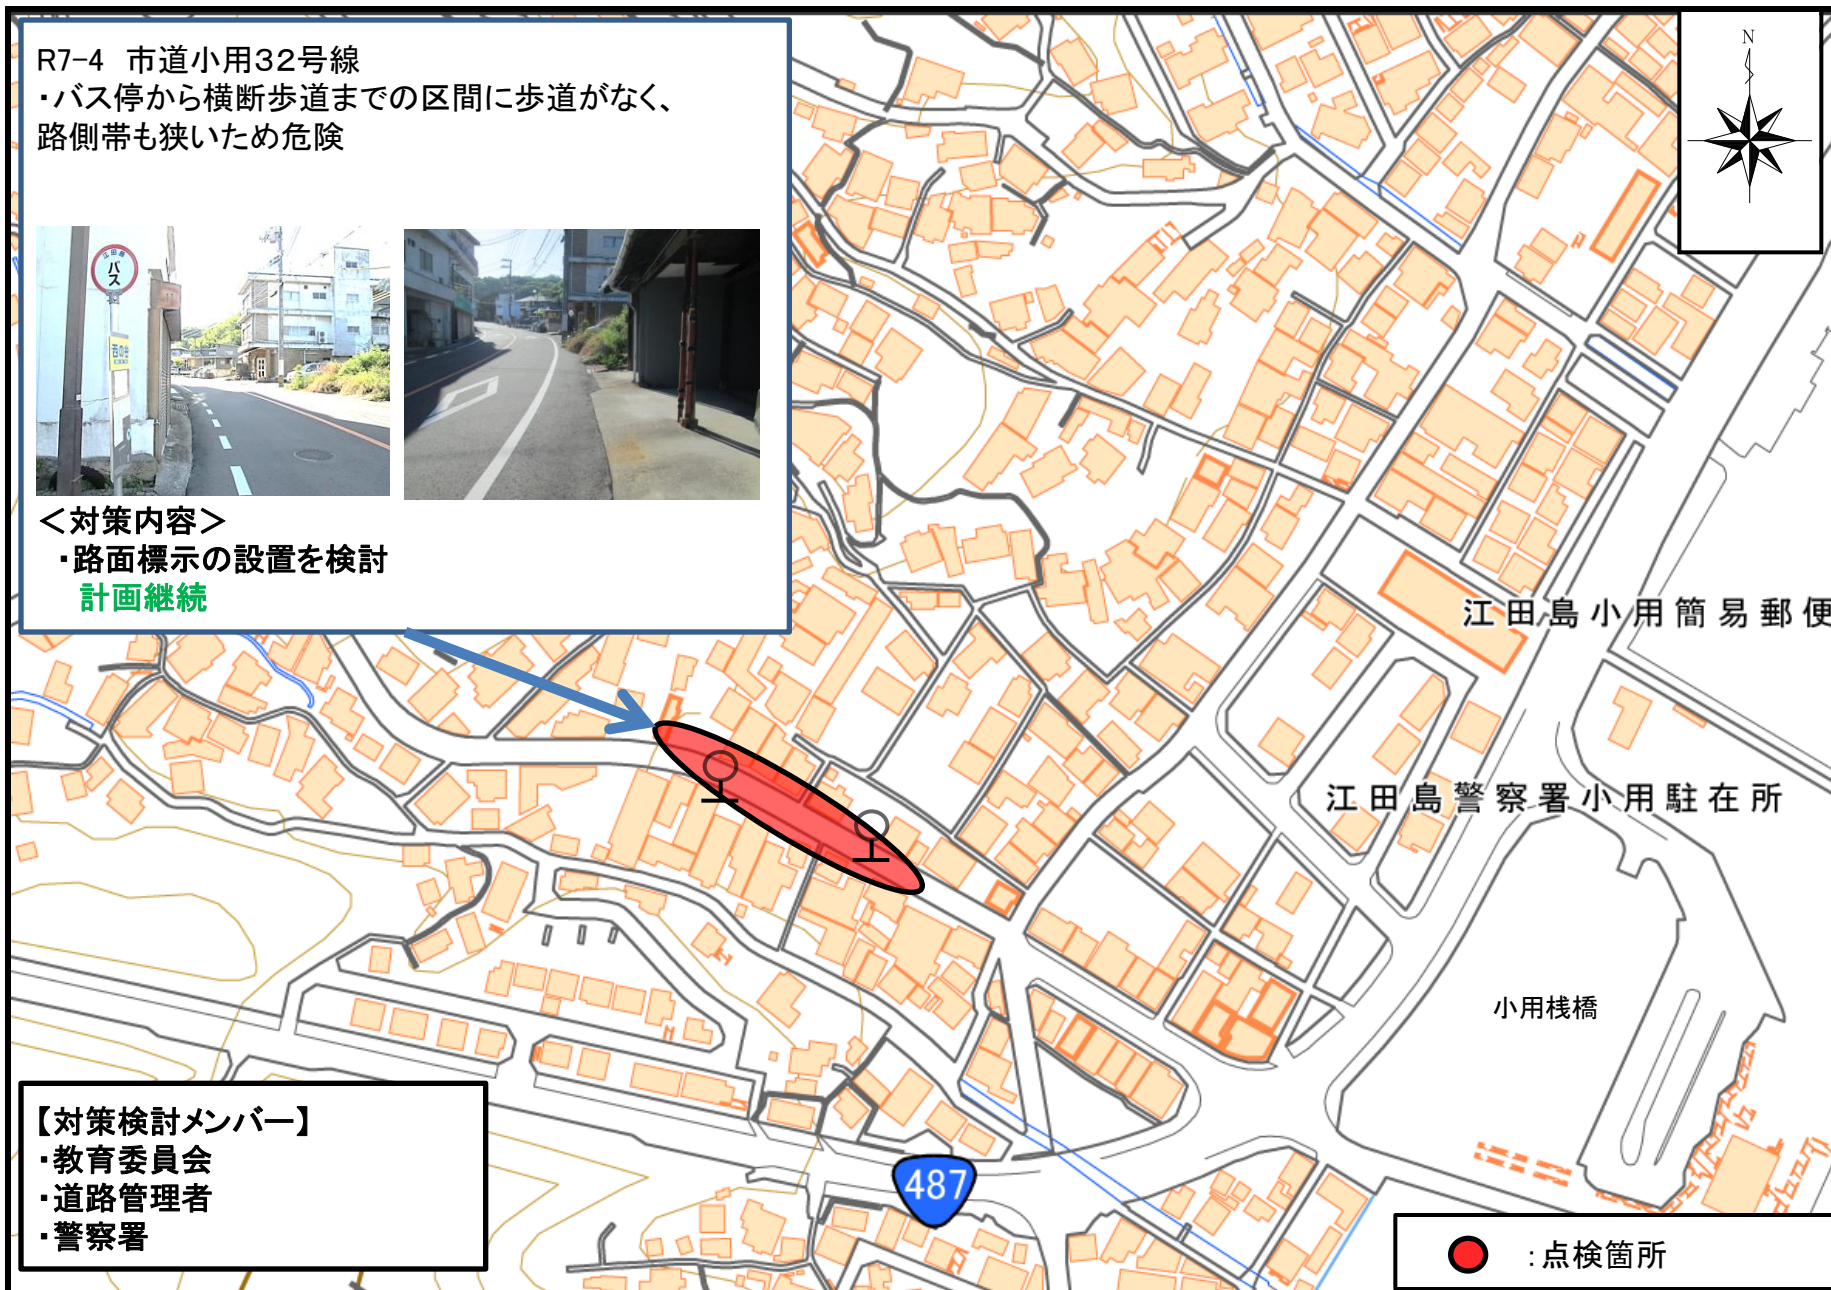 R7-4 市道小用32号線
・バス停から横断歩道までの区間に歩道がなく、
路側帯も狭いため危険
江田島
バス
＜対策内容＞
・路面標示の設置を検討
計画継続
N
江田島小用簡易郵便
江田島警察署小用駐在所
小用桟橋
487
【対策検討メンバー】
・教育委員会
・道路管理者
・警察署
：点検箇所